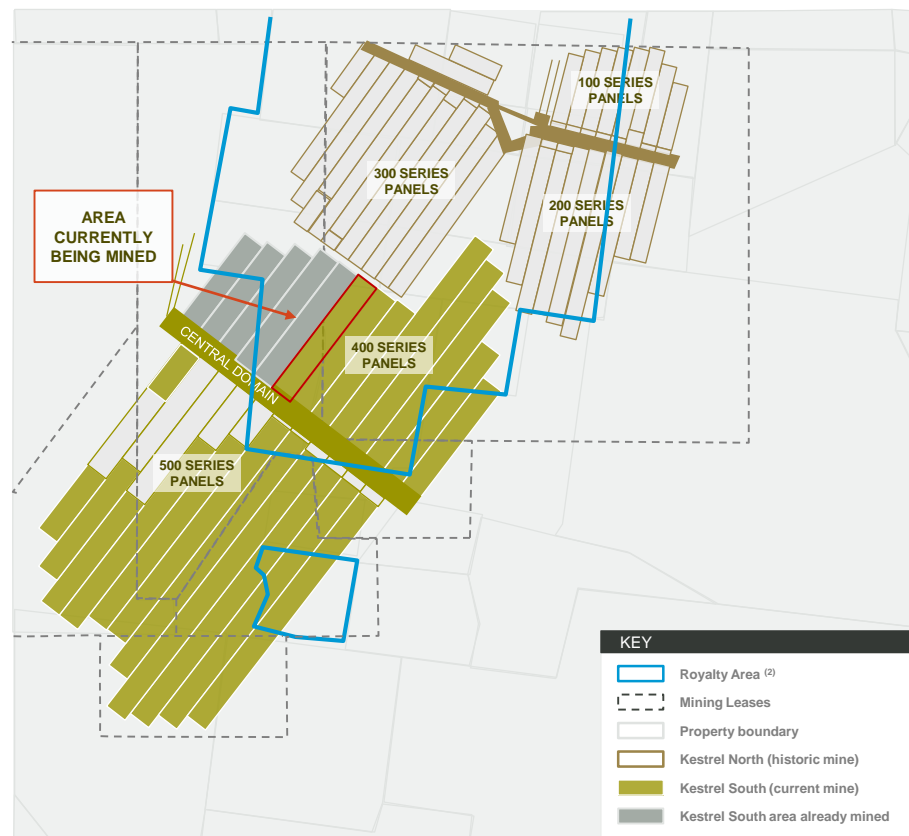 100 SERIES
PANELS
300 SERIES
PANELS
200 SERIES
PANELS
AREA
CURRENTLY
BEING MINED
400 SERIES
PANELS
CENTRAL DOMAIN
500 SERIES
PANELS
KEY
Royalty Area (2)
Mining Leases
Property boundary
Kestrel North (historic mine)
Kestrel South (current mine)
Kestrel South area already mined